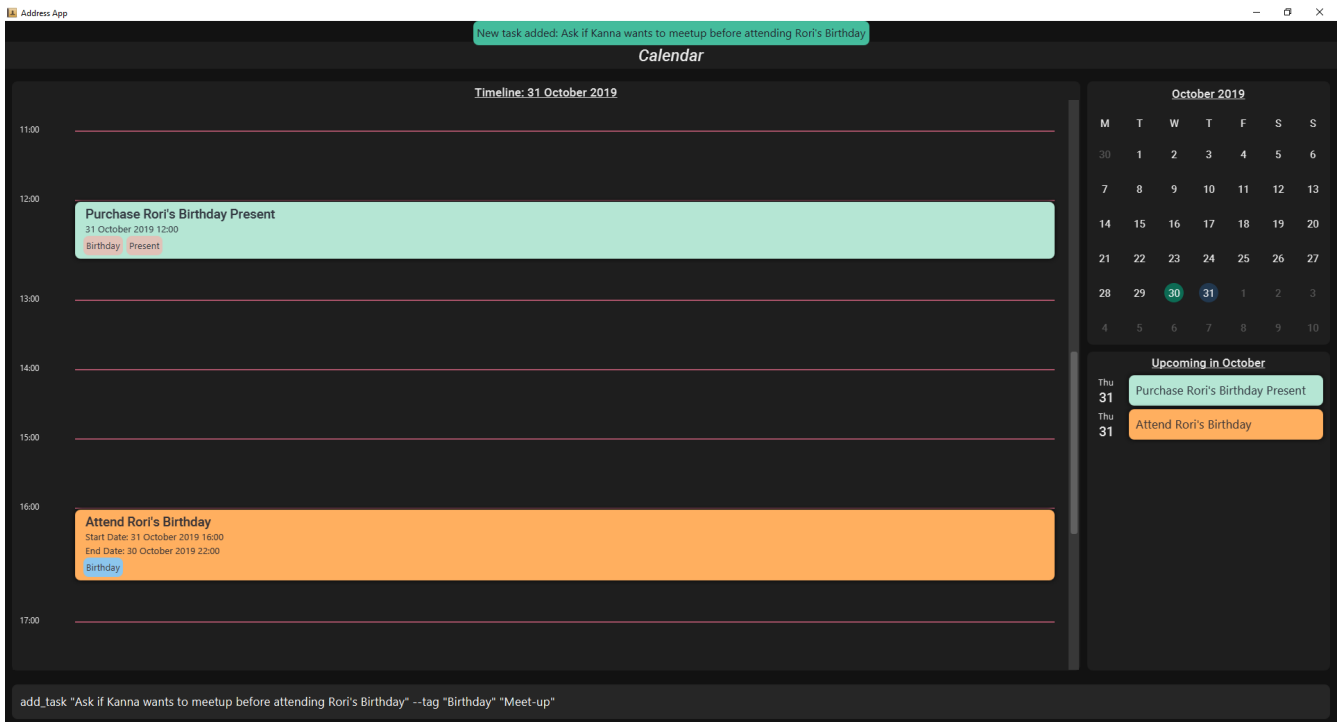 Address App
New task added: Ask if Kanna wants to meetup before attending Rori's Birthday
Calendar
Timeline: 31 October 2019
11:00
12:00
Purchase Rori's Birthday Present
31 October 2019 12:00
Birthday Present
13:00
14:00
15:00
16:00
Attend Rori's Birthday
Start Date: 31 October 2019 16:00
End Date: 30 October 2019 22:00
Birthday
17:00
October 2019
M T W T F S S
30 1 2 3 4 5 6
7 8 9 10 11 12 13
14 15 16 17 18 19 20
21 22 23 24 25 26 27
28 29 30 31 1 2 3
4 5 6 7 8 9 10
Upcoming in October
Thu
31
Purchase Rori's Birthday Present
Thu
31
Attend Rori's Birthday
add_task "Ask if Kanna wants to meetup before attending Rori's Birthday" --tag "Birthday" "Meet-up"